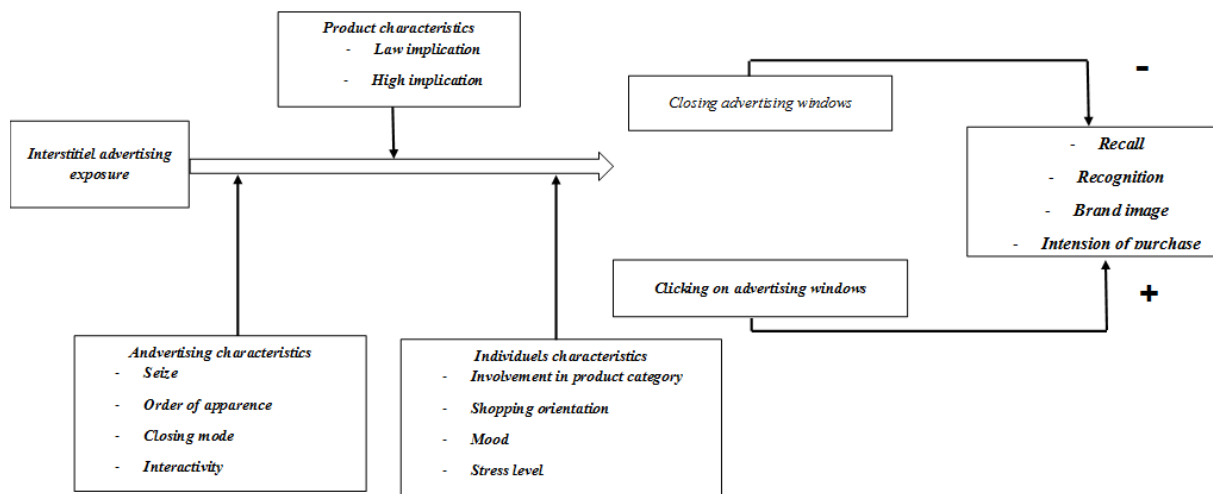 Product characteristics
- Law implication
- High implication
Interstitiel advertising
exposure
Closing advertising windows
-
- Recall
- Recognition
- Brand image
- Intension of purchase
Clicking on advertising windows
+
Andvertising characteristics
- Seize
- Order of apparence
- Closing mode
- Interactivity
Individuels characteristics
- Involvement in product category
- Shopping orientation
- Mood
- Stress level